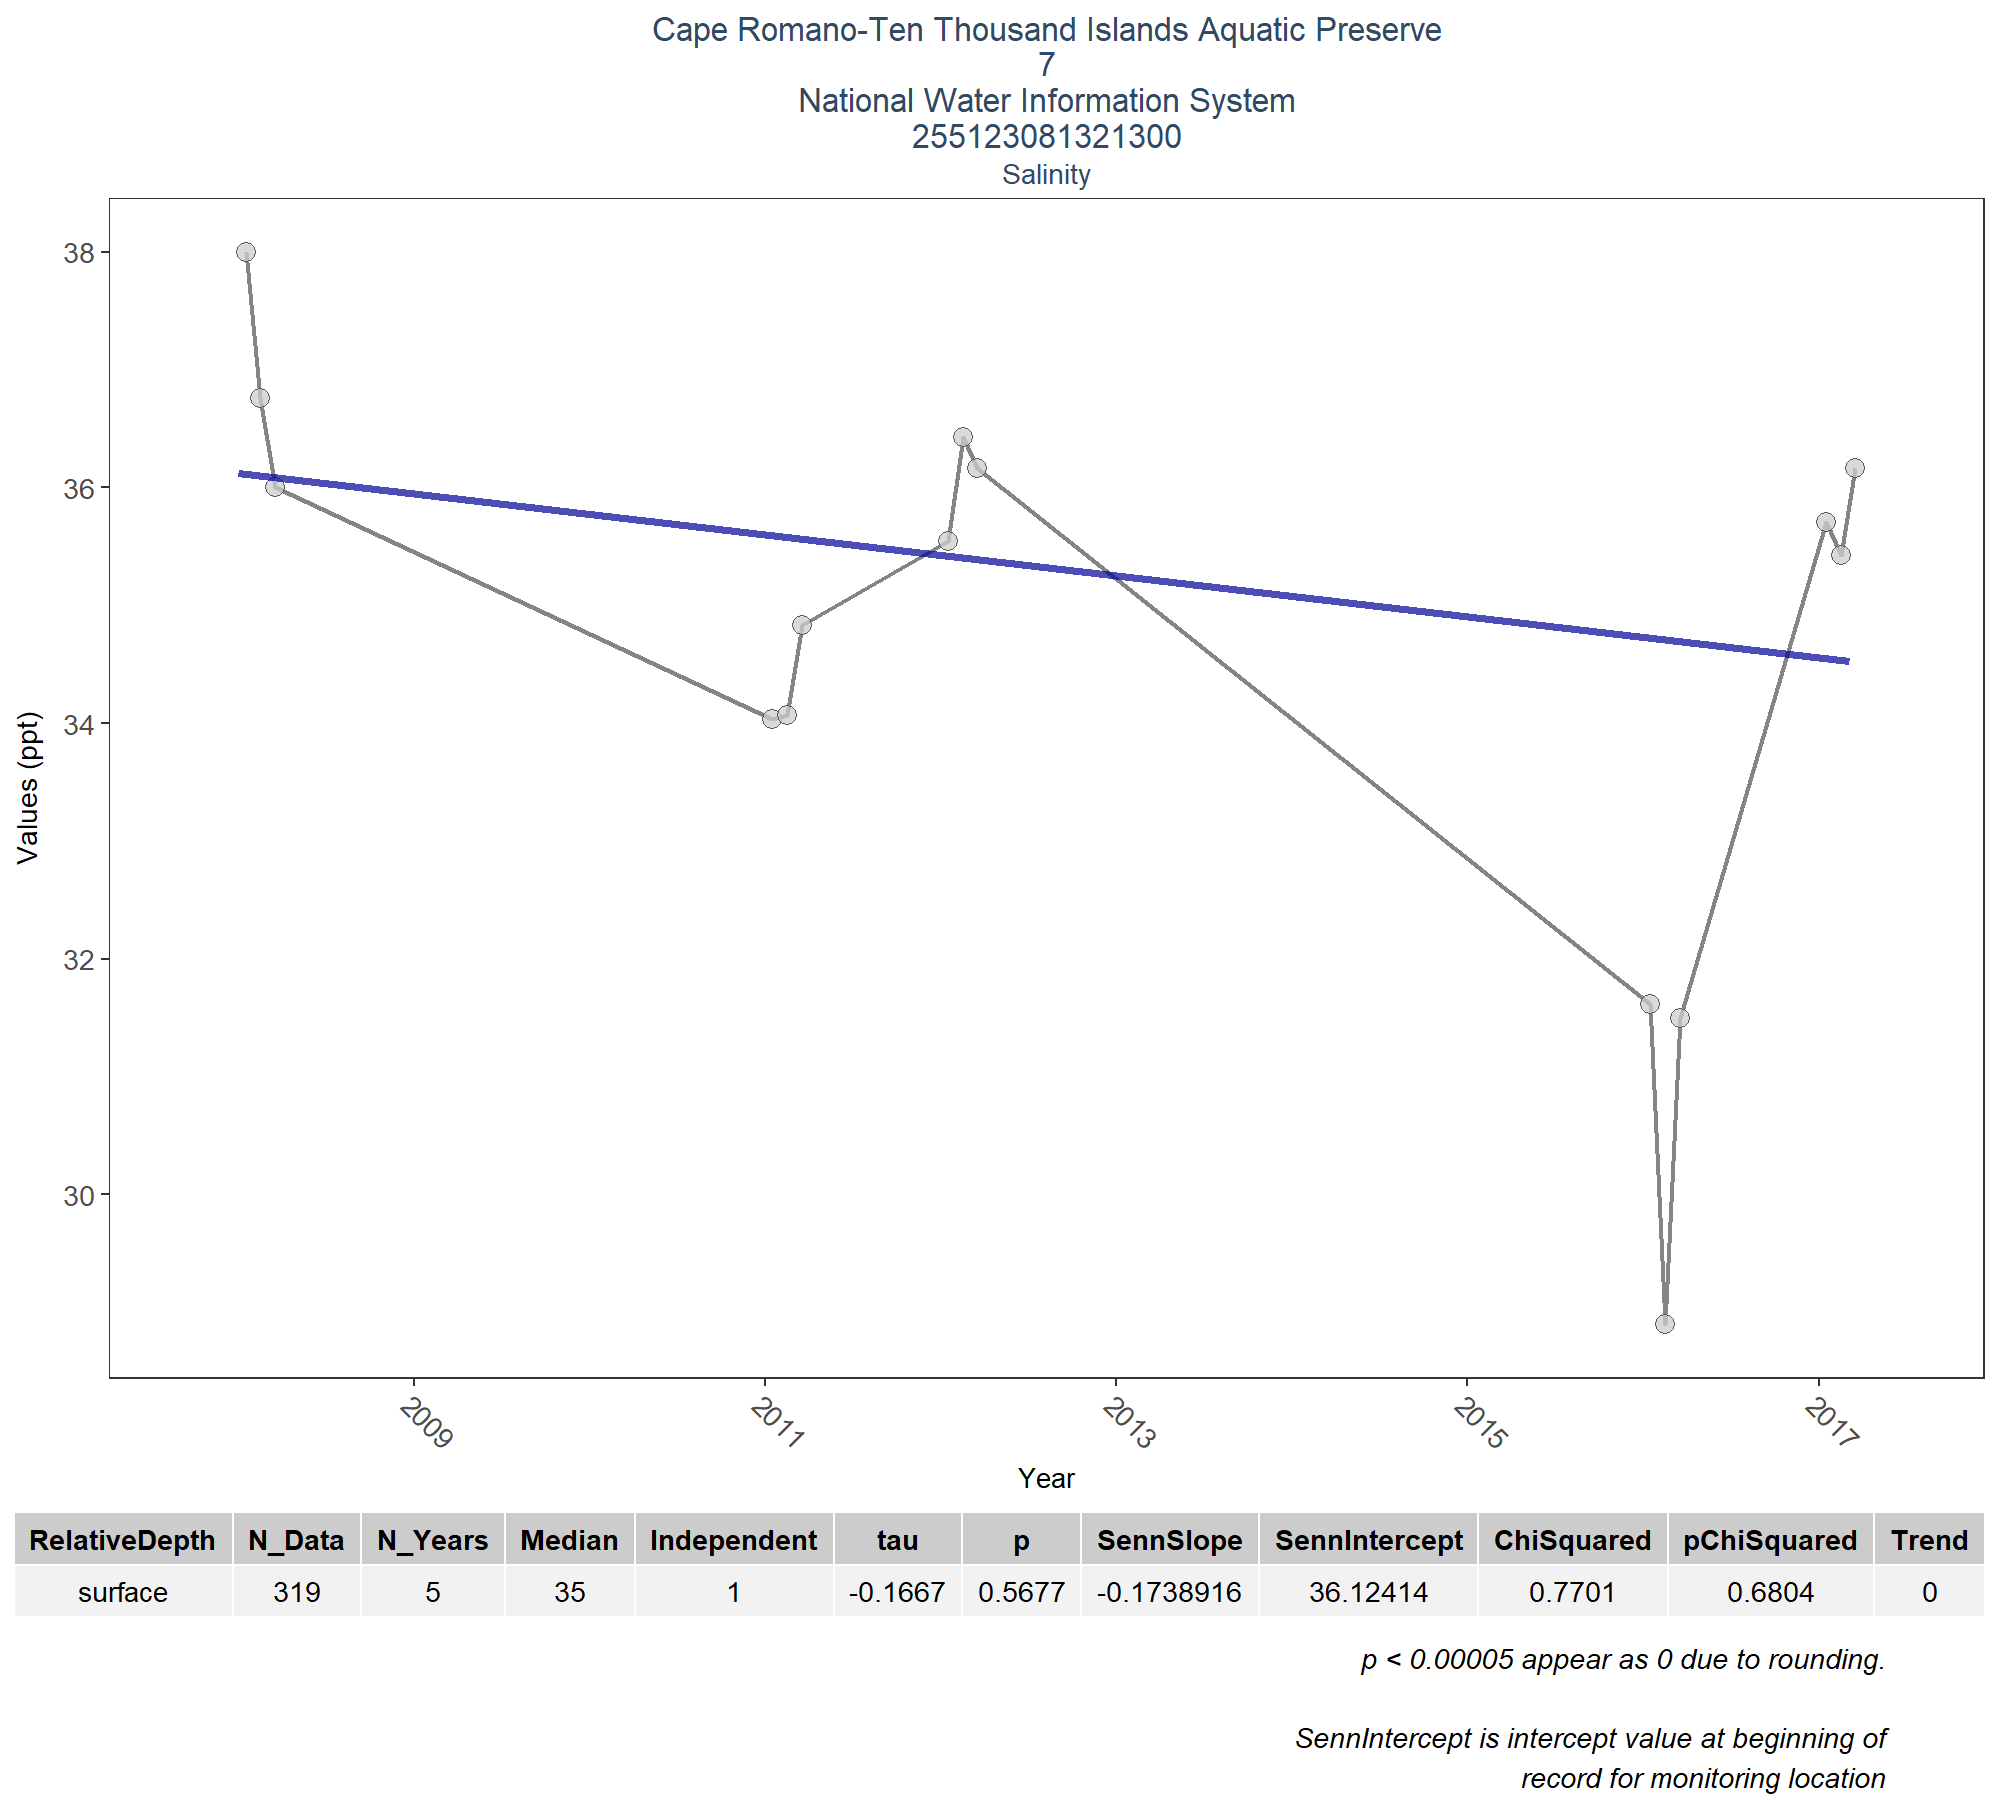 Cape Romano-Ten Thousand Islands Aquatic Preserve
7
National Water Information System
255123081321300
Salinity
Values (ppt)
38
36
34
32
30
2009
2011
2013
2015
2017
Year
RelativeDepth N_Data N_Years Median Independent tau p SennSlope SennIntercept ChiSquared pChiSquared Trend
surface 319 5 35 1 -0.1667 0.5677 -0.1738916 36.12414 0.7701 0.6804 0
p < 0.00005 appear as 0 due to rounding.
SennIntercept is intercept value at beginning of
record for monitoring location